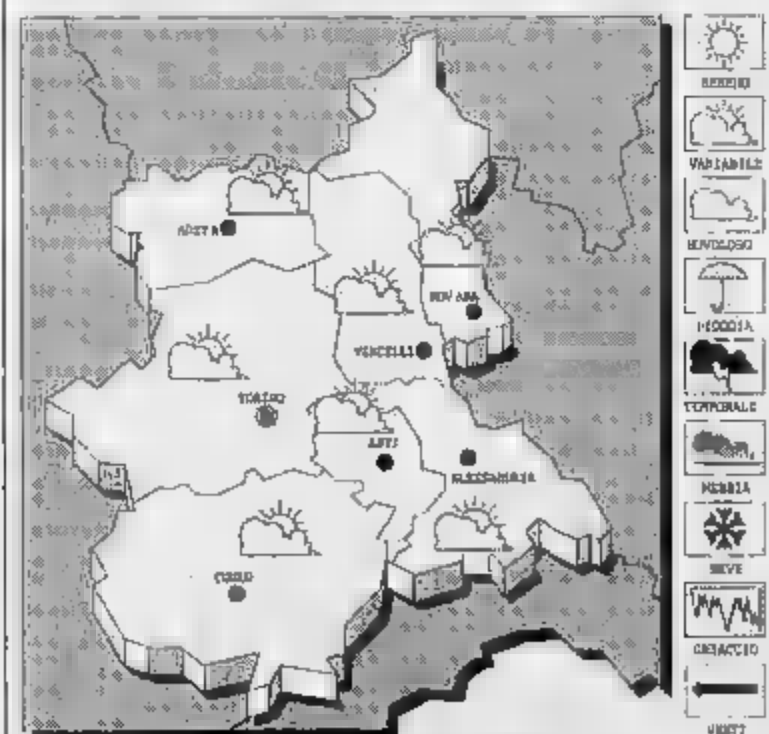 SERENO
VARIABILE
NUVOLOSO
PIOGGIA
TEMPORALE
NEBBIA
NEVE
GHIACCIO
VENTI
AOSTA
NOVARA
VERCELLI
TORINO
ASTI
ALESSANDRIA
CUNEO